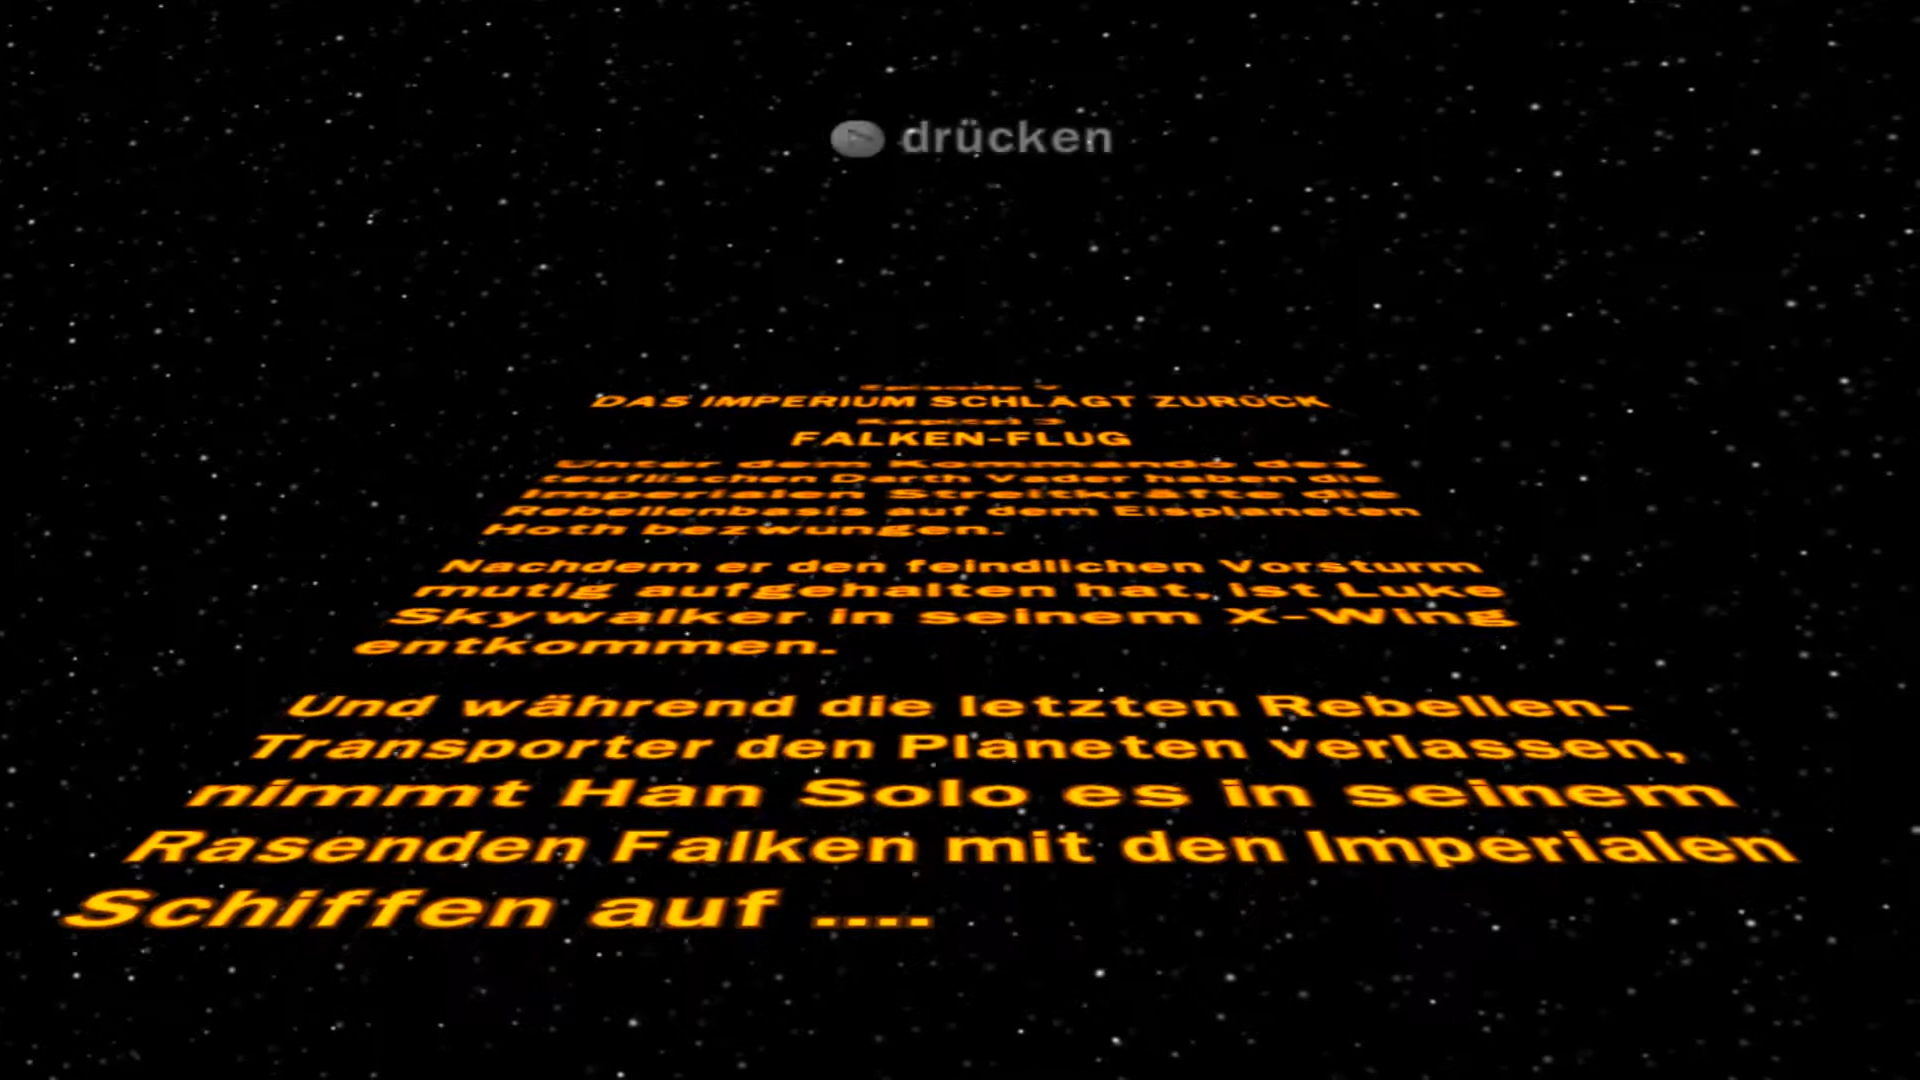 drücken
Episode V
DAS IMPERIUM SCHLÄGT ZURÜCK
Kapitel 3
FALKEN-FLUG
Unter dem Kommando des
teuflischen Darth Vader haben die
Imperialen Streitkräfte die
Rebellenbasis auf dem Eisplaneten
Hoth bezwungen.
Nachdem er den feindlichen Vorsturm
mutig aufgehalten hat, ist Luke
Skywalker in seinem X-Wing
entkommen.
Und während die letzten Rebellen-
Transporter den Planeten verlassen,
nimmt Han Solo es in seinem
Rasenden Falken mit den Imperialen
Schiffen auf ....